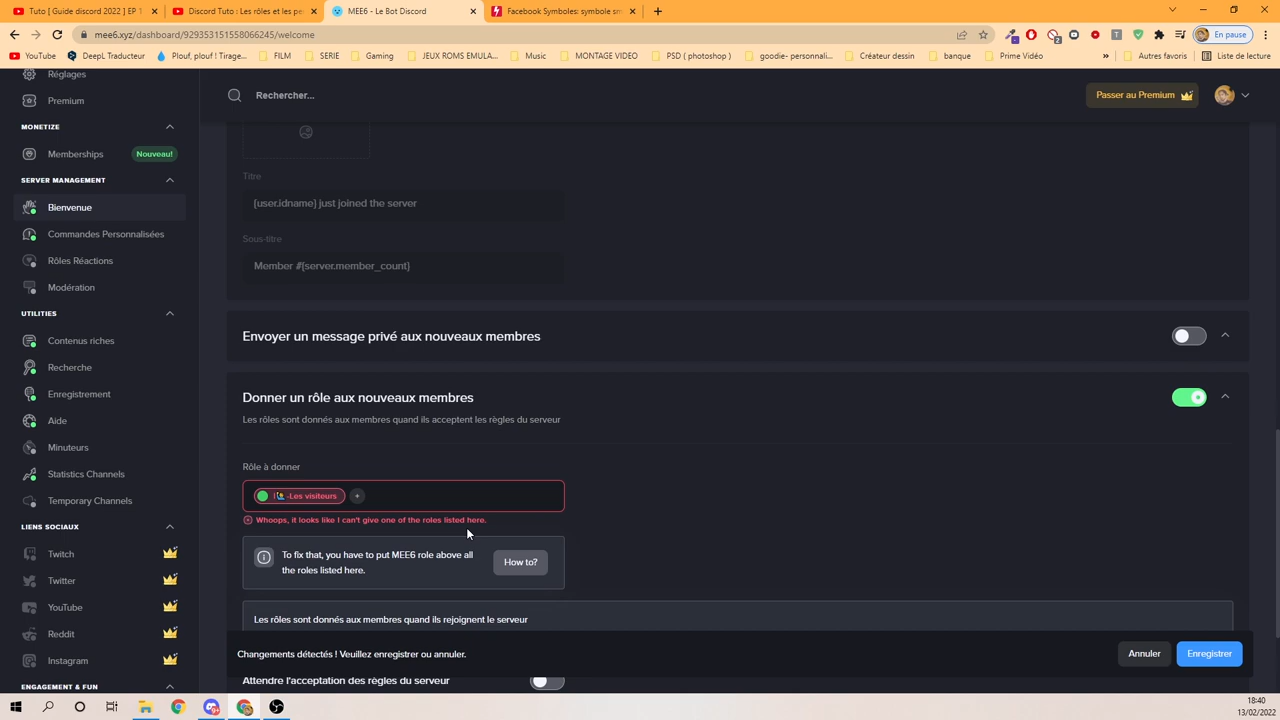 Tuto [ Guide discord 2022 ] EP 1
Discord Tuto : Les rôles et les pe
MEE6 - Le Bot Discord
Facebook Symboles: symbole sm
mee6.xyz/dashboard/929353151558066245/welcome
En pause
YouTube
DeepL Traducteur
Plouf, plouf ! Tirage...
FILM
SERIE
Gaming
JEUX ROMS EMULA...
Music
MONTAGE VIDEO
PSD ( photoshop )
goodie- personnali...
Créateur dessin
banque
Prime Vidéo
»
Autres favoris
Liste de lecture
Réglages
Premium
MONETIZE
Memberships
Nouveau!
SERVER MANAGEMENT
Bienvenue
Commandes Personnalisées
Rôles Réactions
Modération
UTILITIES
Contenus riches
Recherche
Enregistrement
Aide
Minuteurs
Statistics Channels
Temporary Channels
LIENS SOCIAUX
Twitch
Twitter
YouTube
Reddit
Instagram
ENGAGEMENT & FUN
Rechercher...
Passer au Premium
Titre
{user.idname} just joined the server
Sous-titre
Member #{server.member_count}
Envoyer un message privé aux nouveaux membres
Donner un rôle aux nouveaux membres
Les rôles sont donnés aux membres quand ils acceptent les règles du serveur
Rôle à donner
-Les visiteurs
+
Whoops, it looks like I can't give one of the roles listed here.
To fix that, you have to put MEE6 role above all
the roles listed here.
How to?
Les rôles sont donnés aux membres quand ils rejoignent le serveur
Changements détectés ! Veuillez enregistrer ou annuler.
Annuler
Enregistrer
Attendre l'acceptation des règles du serveur
18:40
13/02/2022